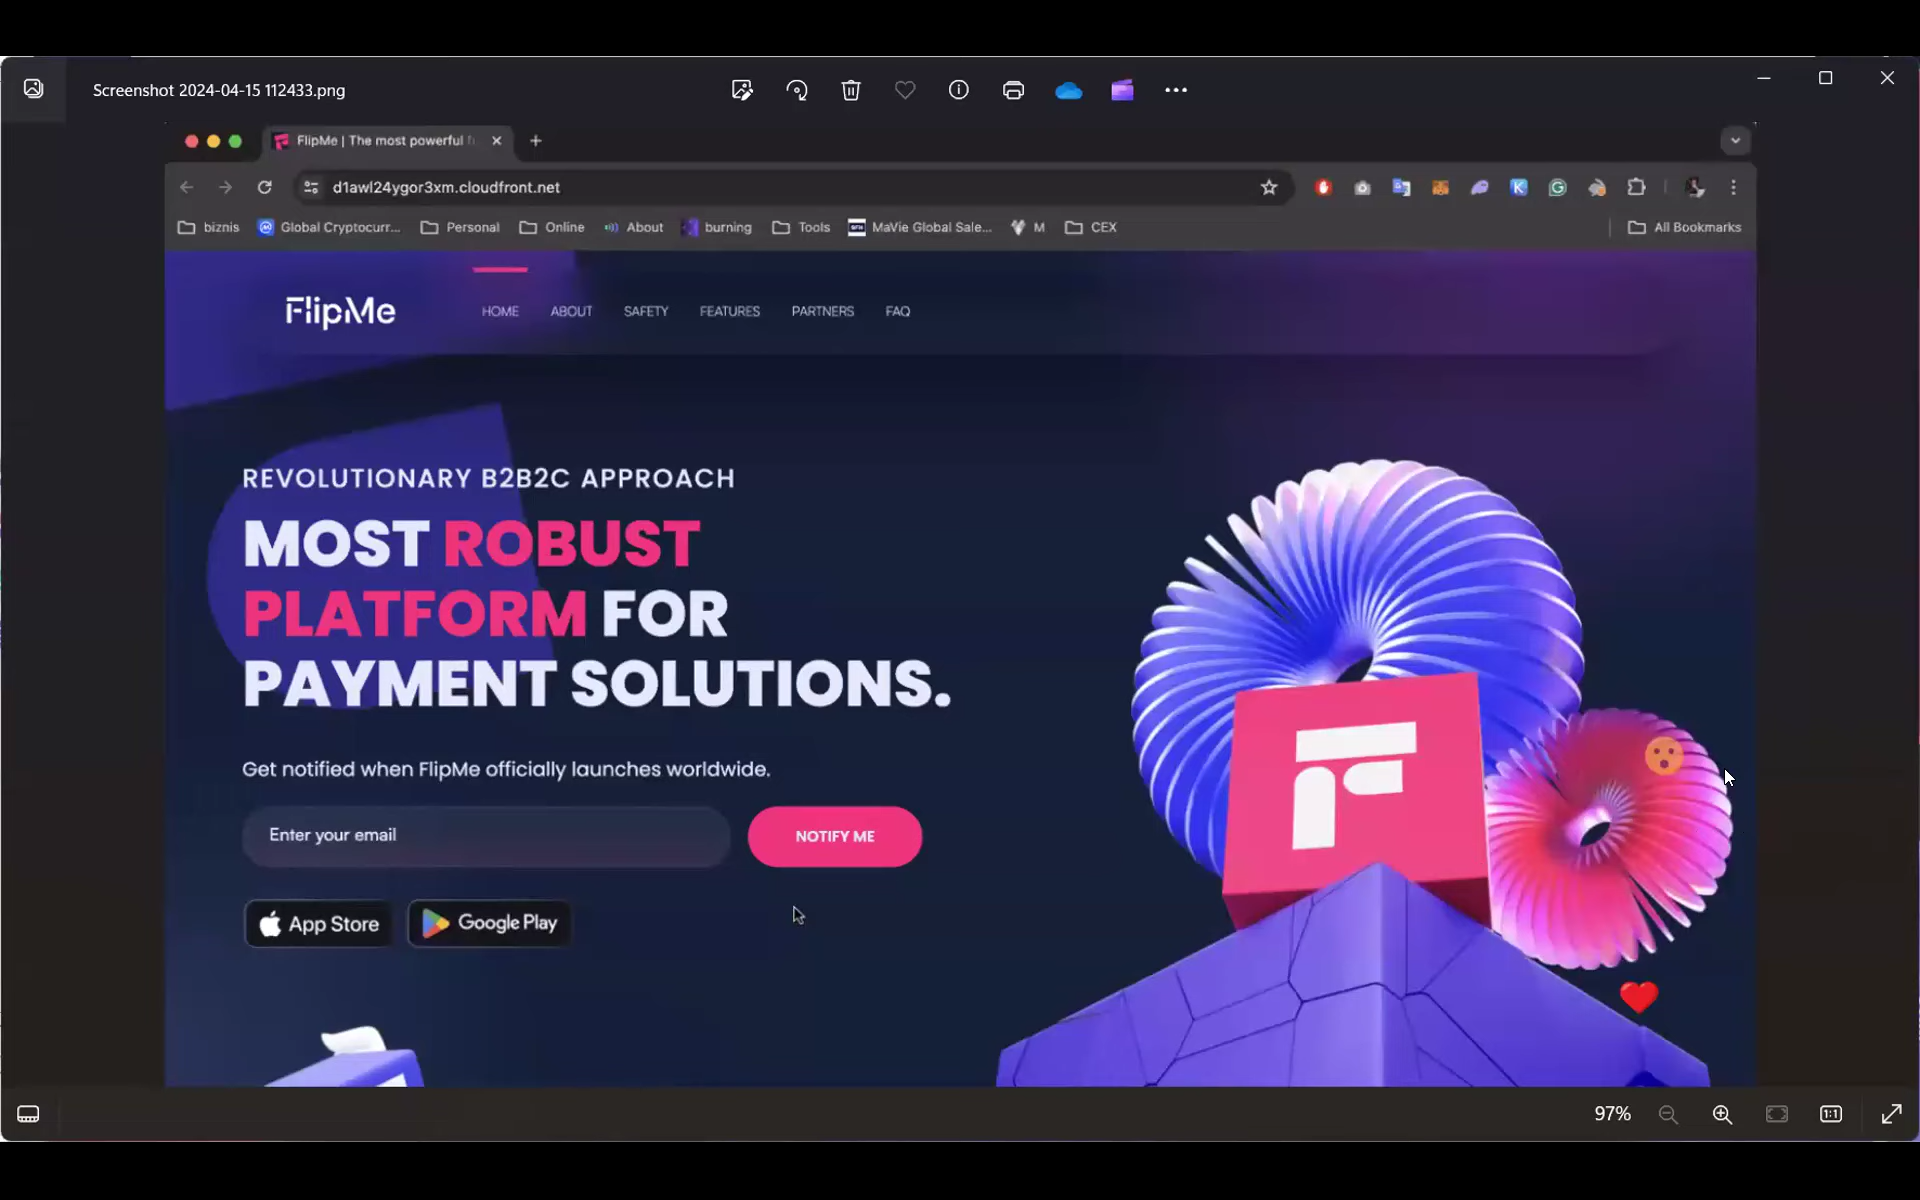 Screenshot 2024-04-15 112433.png
FlipMe | The most powerful
d1awl24ygor3xm.cloudfront.net
biznis Global Cryptocurr... Personal Online About burning Tools MaVie Global Sale... M CEX All Bookmarks
FlipMe HOME ABOUT SAFETY FEATURES PARTNERS FAQ
REVOLUTIONARY B2B2C APPROACH
MOST ROBUST
PLATFORM FOR
PAYMENT SOLUTIONS.
Get notified when FlipMe officially launches worldwide.
Enter your email NOTIFY ME
App Store Google Play
97% 1:1